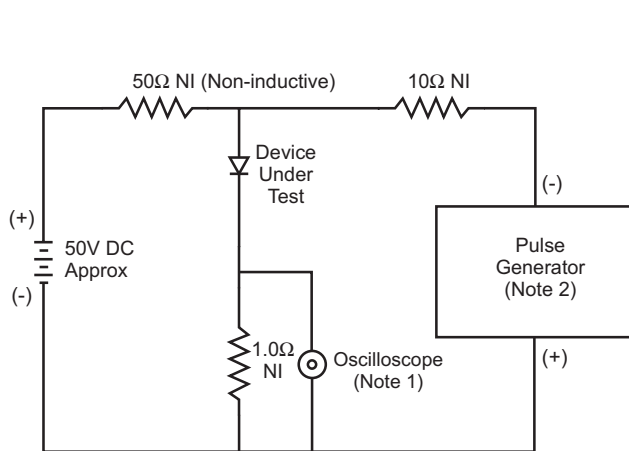 50Ω NI (Non-inductive)
10Ω NI
Device
Under
Test
(+)
50V DC
Approx
(-)
(-)
Pulse
Generator
(Note 2)
(+)
1.0Ω
NI
Oscilloscope
(Note 1)